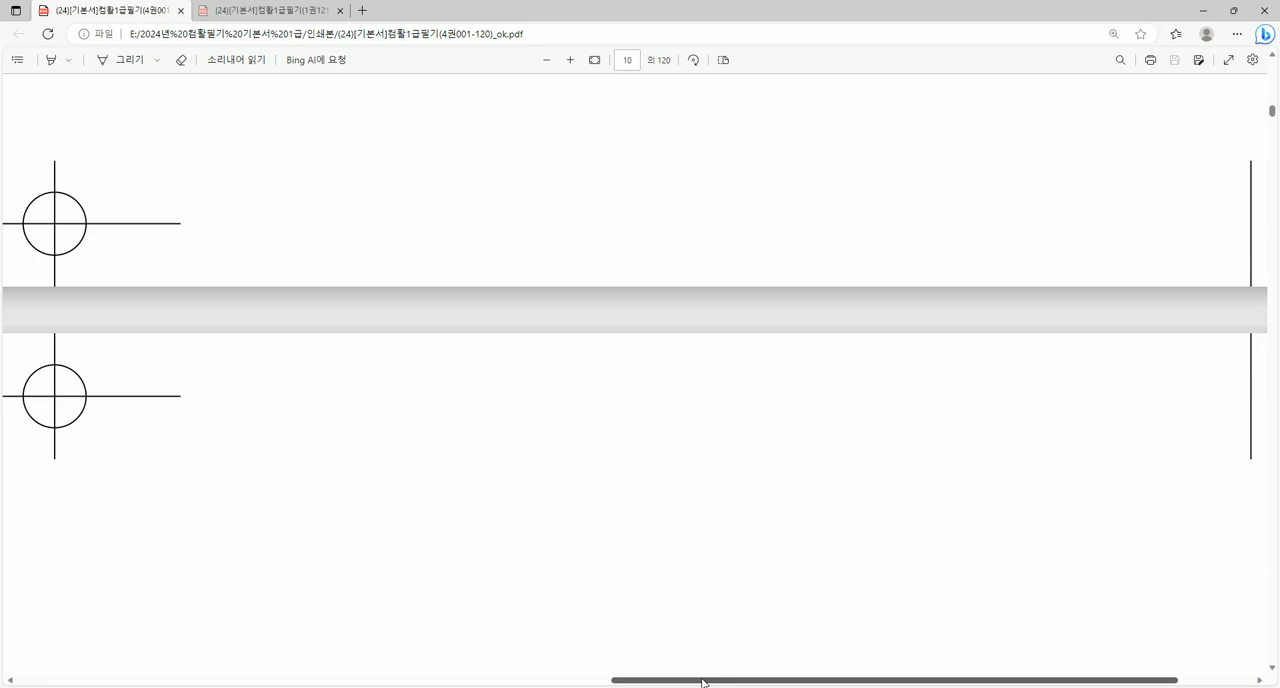 (24)[기본서]컴활1급필기(4권001
(24)[기본서]컴활1급필기(1권121
파일
E:/2024년%20컴활필기%20기본서%201급/인쇄본/(24)[기본서]컴활1급필기(4권001-120)_ok.pdf
그리기
소리내어 읽기
Bing AI에 요청
10
의 120